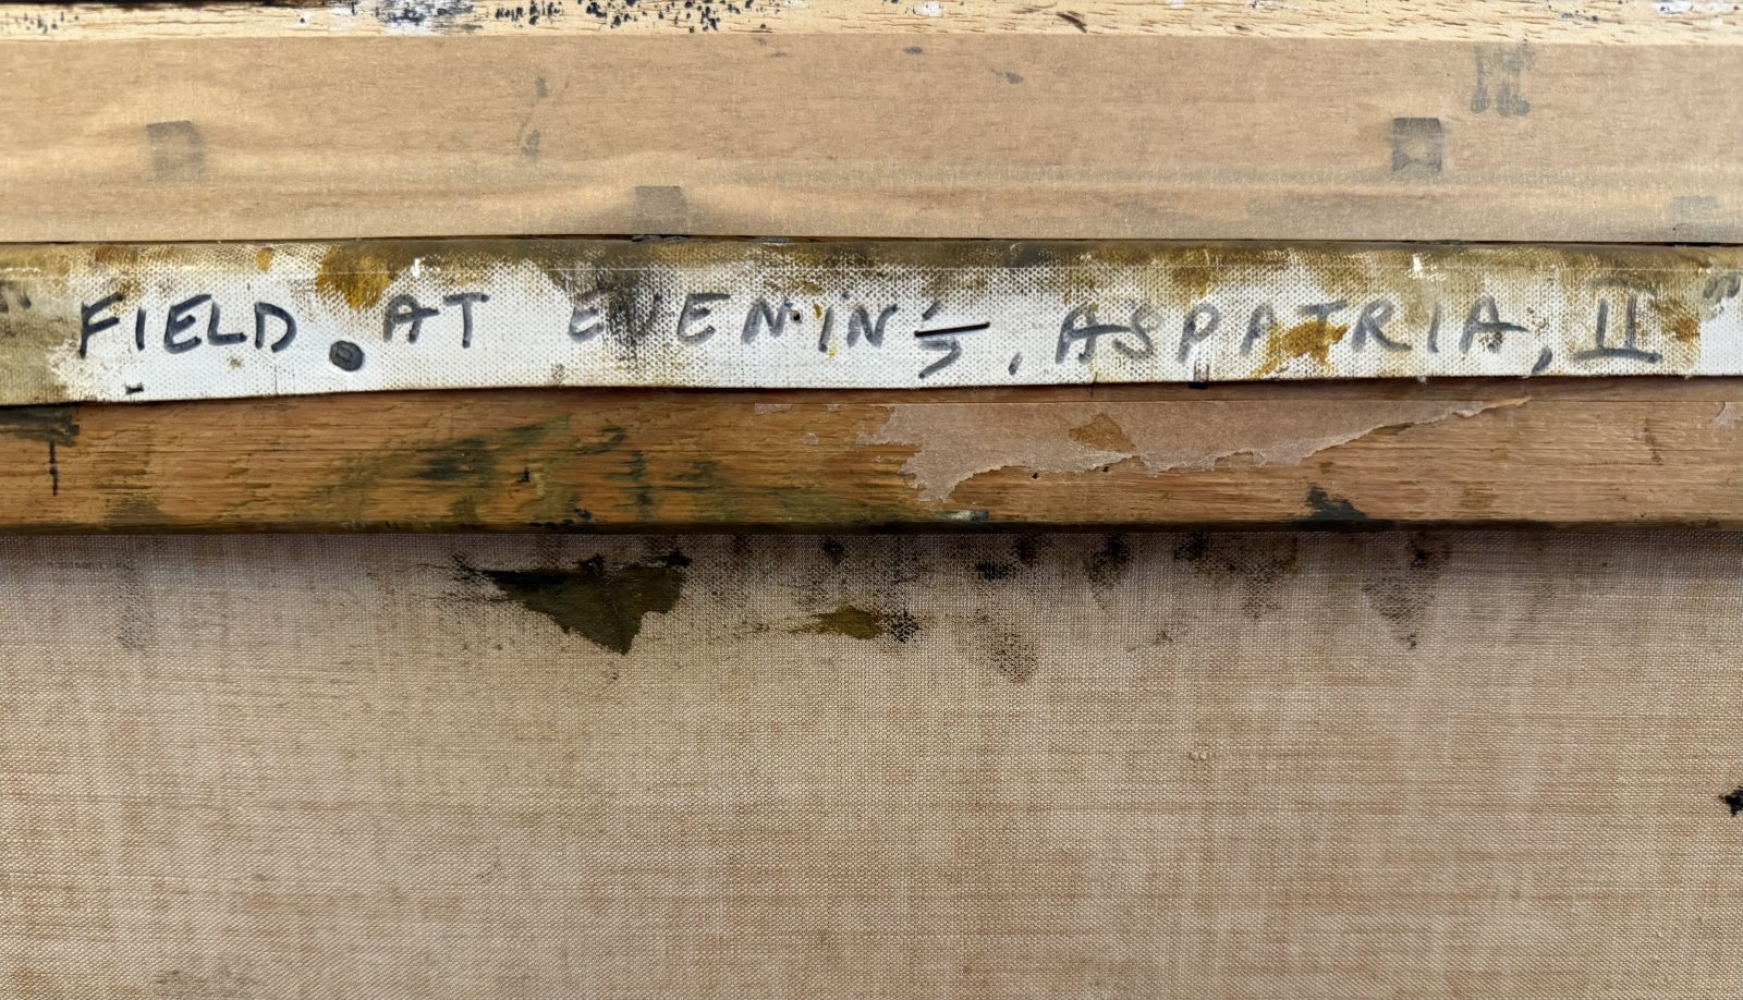 "FIELD. AT EVENING, ASPATRIA, II"